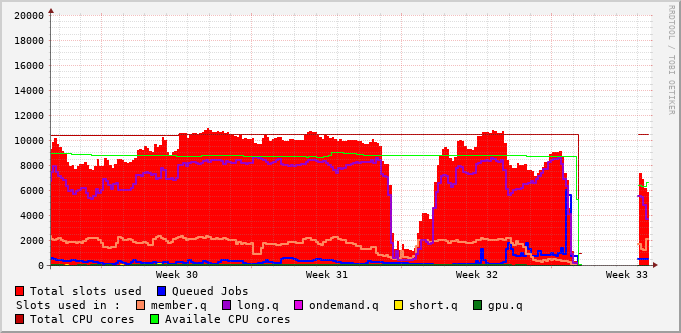 20000
18000
16000
14000
12000
10000
8000
6000
4000
2000
0
Week 30 Week 31 Week 32 Week 33
Total slots used Queued Jobs
Slots used in : member.q long.q ondemand.q short.q gpu.q
Total CPU cores Availale CPU cores
RRDTOOL / TOBI OETIKER